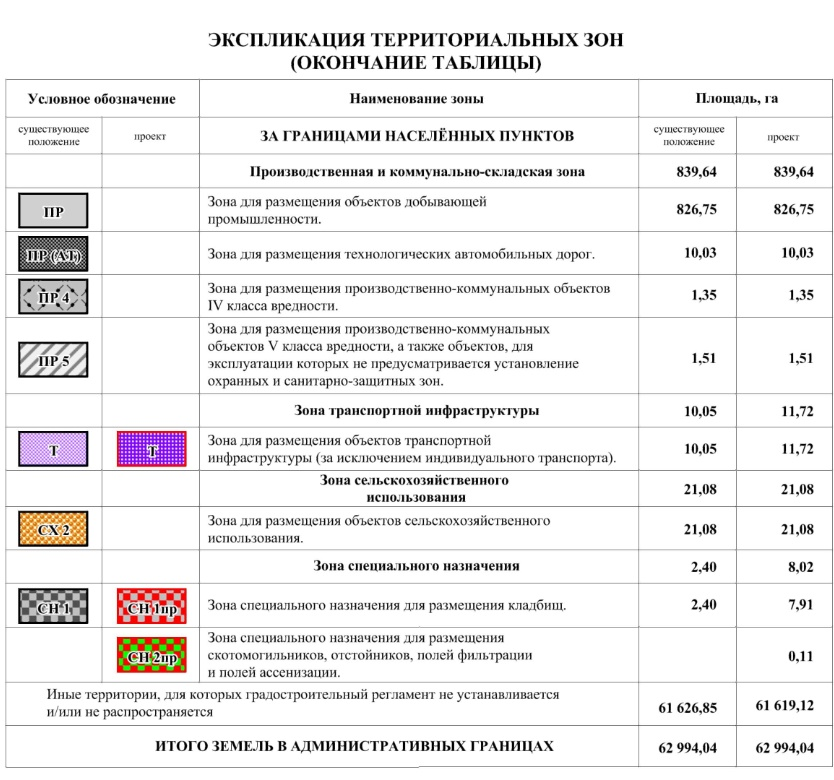 ЭКСПЛИКАЦИЯ ТЕРРИТОРИАЛЬНЫХ ЗОН
(ОКОНЧАНИЕ ТАБЛИЦЫ)
Условное обозначение Наименование зоны Площадь, га
существующее положение проект ЗА ГРАНИЦАМИ НАСЕЛЁННЫХ ПУНКТОВ существующее положение проект
Производственная и коммунально-складская зона 839,64 839,64
ПР Зона для размещения объектов добывающей
промышленности. 826,75 826,75
ПР (АТ) Зона для размещения технологических автомобильных дорог. 10,03 10,03
ПР 4 Зона для размещения производственно-коммунальных объектов
IV класса вредности. 1,35 1,35
Зона для размещения производственно-коммунальных
объектов V класса вредности, а также объектов, для
ПР 5 эксплуатации которых не предусматривается установление 1,51 1,51
охранных и санитарно-защитных зон.
Зона транспортной инфраструктуры 10,05 11,72
Т Т Зона для размещения объектов транспортной
инфраструктуры (за исключением индивидуального транспорта). 10,05 11,72
Зона сельскохозяйственного
использования 21,08 21,08
СХ 2 Зона для размещения объектов сельскохозяйственного
использования. 21,08 21,08
Зона специального назначения 2,40 8,02
СН 1 СН 1пр Зона специального назначения для размещения кладбищ. 2,40 7,91
Зона специального назначения для размещения
СН 2пр скотомогильников, отстойников, полей фильтрации 0,11
и полей ассенизации.
Иные территории, для которых градостроительный регламент не устанавливается
и/или не распространяется 61 626,85 61 619,12
ИТОГО ЗЕМЕЛЬ В АДМИНИСТРАТИВНЫХ ГРАНИЦАХ 62 994,04 62 994,04